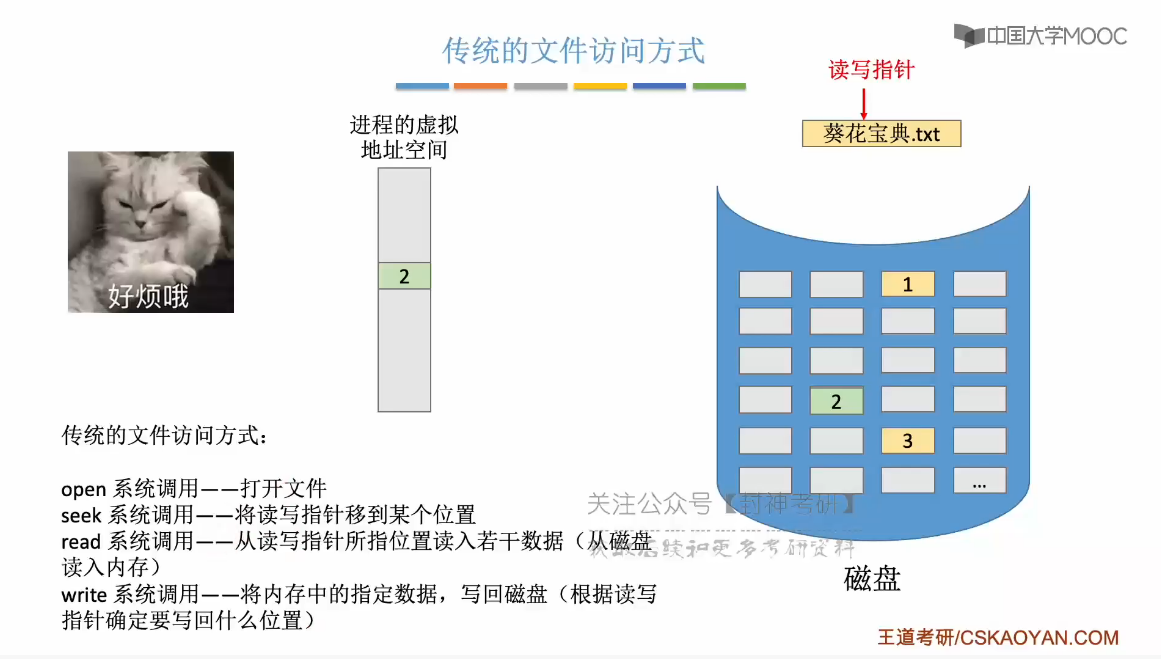 传统的文件访问方式
中国大学MOOC
读写指针
葵花宝典.txt
进程的虚拟
地址空间
2
好烦哦
1
2
3
...
传统的文件访问方式：
open 系统调用——打开文件
seek 系统调用——将读写指针移到某个位置
read 系统调用——从读写指针所指位置读入若干数据（从磁盘
读入内存）
write 系统调用——将内存中的指定数据，写回磁盘（根据读写
指针确定要写回什么位置）
关注公众号【封神考研】
获取后续和更多考研资料
磁盘
王道考研/CSKAOYAN.COM